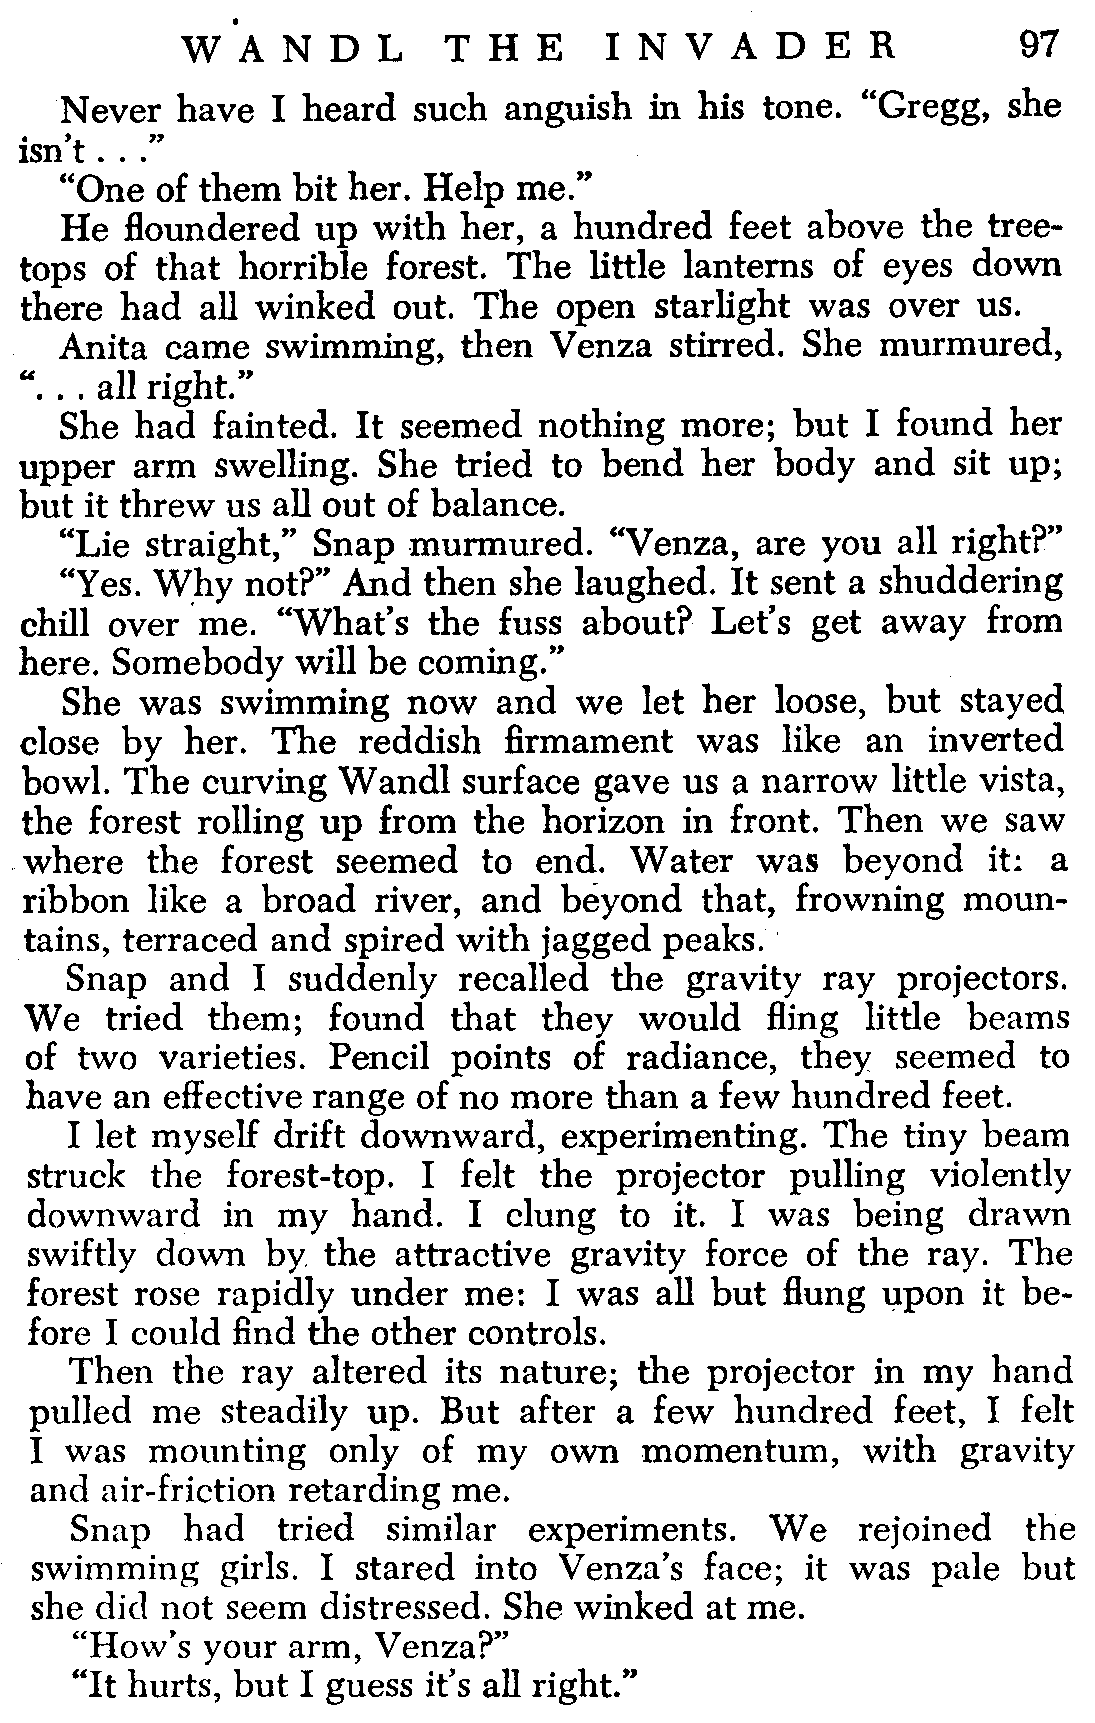 WANDL THE INVADER 97
Never have I heard such anguish in his tone. “Gregg, she
isn't . . .”
“One of them bit her. Help me.”
He floundered up with her, a hundred feet above the tree-
tops of that horrible forest. The little lanterns of eyes down
there had all winked out. The open starlight was over us.
Anita came swimming, then Venza stirred. She murmured,
“. . . all right.”
She had fainted. It seemed nothing more; but I found her
upper arm swelling. She tried to bend her body and sit up;
but it threw us all out of balance.
“Lie straight,” Snap murmured. “Venza, are you all right?”
“Yes. Why not?” And then she laughed. It sent a shuddering
chill over me. “What's the fuss about? Let's get away from
here. Somebody will be coming.”
She was swimming now and we let her loose, but stayed
close by her. The reddish firmament was like an inverted
bowl. The curving Wandl surface gave us a narrow little vista,
the forest rolling up from the horizon in front. Then we saw
where the forest seemed to end. Water was beyond it: a
ribbon like a broad river, and beyond that, frowning moun-
tains, terraced and spired with jagged peaks.
Snap and I suddenly recalled the gravity ray projectors.
We tried them; found that they would fling little beams
of two varieties. Pencil points of radiance, they seemed to
have an effective range of no more than a few hundred feet.
I let myself drift downward, experimenting. The tiny beam
struck the forest-top. I felt the projector pulling violently
downward in my hand. I clung to it. I was being drawn
swiftly down by the attractive gravity force of the ray. The
forest rose rapidly under me: I was all but flung upon it be-
fore I could find the other controls.
Then the ray altered its nature; the projector in my hand
pulled me steadily up. But after a few hundred feet, I felt
I was mounting only of my own momentum, with gravity
and air-friction retarding me.
Snap had tried similar experiments. We rejoined the
swimming girls. I stared into Venza's face; it was pale but
she did not seem distressed. She winked at me.
“How's your arm, Venza?”
“It hurts, but I guess it's all right.”